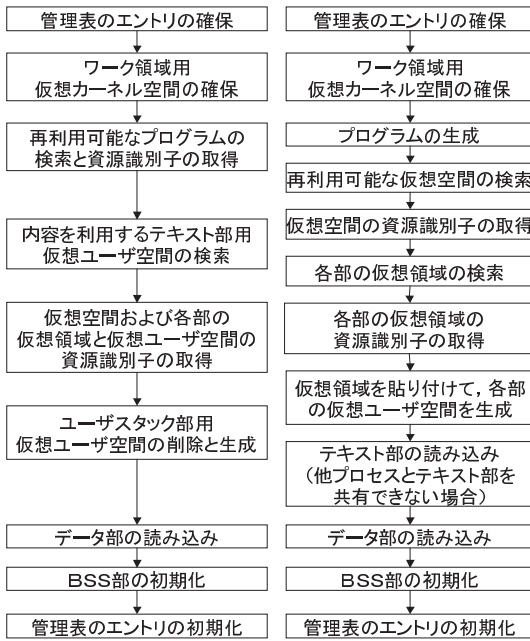 管理表のエントリの確保
ワーク領域用
仮想カーネル空間の確保
再利用可能なプログラムの
検索と資源識別子の取得
内容を利用するテキスト部用
仮想ユーザ空間の検索
仮想空間および各部の
仮想領域と仮想ユーザ空間の
資源識別子の取得
ユーザスタック部用
仮想ユーザ空間の削除と生成
データ部の読み込み
BSS部の初期化
管理表のエントリの初期化
管理表のエントリの確保
ワーク領域用
仮想カーネル空間の確保
プログラムの生成
再利用可能な仮想空間の検索
仮想空間の資源識別子の取得
各部の仮想領域の検索
各部の仮想領域の
資源識別子の取得
仮想領域を貼り付けて，各部
の仮想ユーザ空間を生成
テキスト部の読み込み
（他プロセスとテキスト部を
共有できない場合）
データ部の読み込み
BSS部の初期化
管理表のエントリの初期化